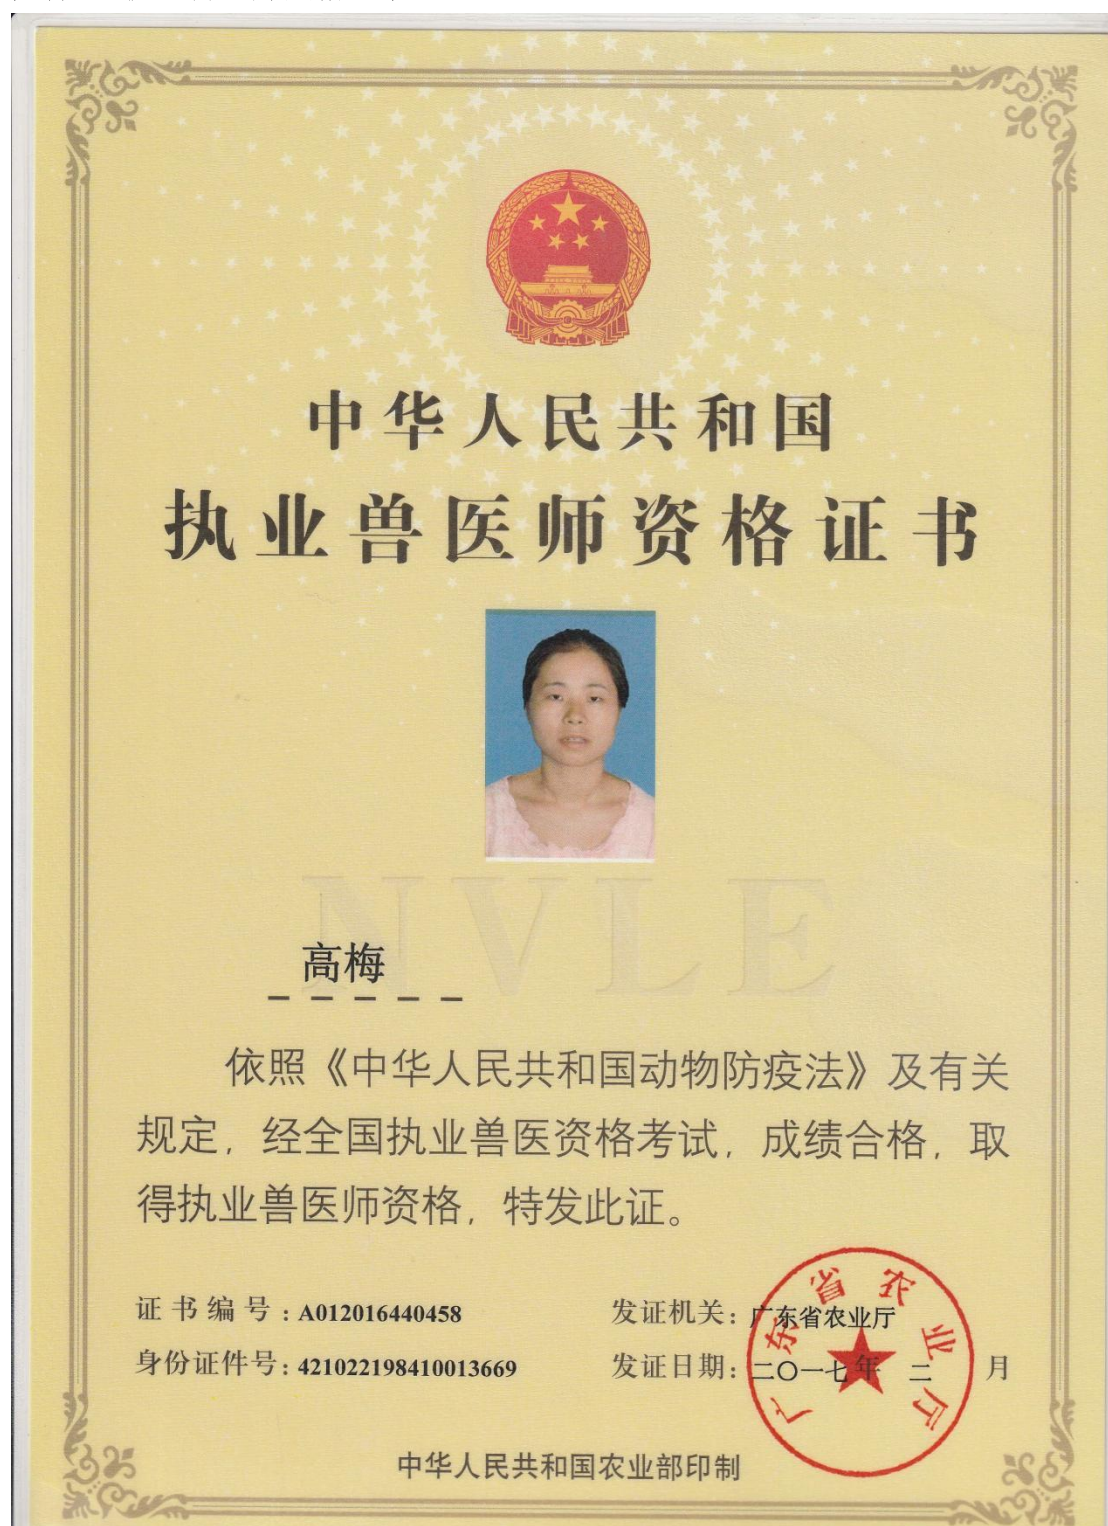 中华人民共和国
执业兽医师资格证书
NVLE
高梅
依照《中华人民共和国动物防疫法》及有关
规定，经全国执业兽医资格考试，成绩合格，取
得执业兽医师资格，特发此证。
证书编号：A012016440458
发证机关：广东省农业厅
身份证件号：421022198410013669
发证日期：二〇一七年 二 月
广东省农业厅
中华人民共和国农业部印制